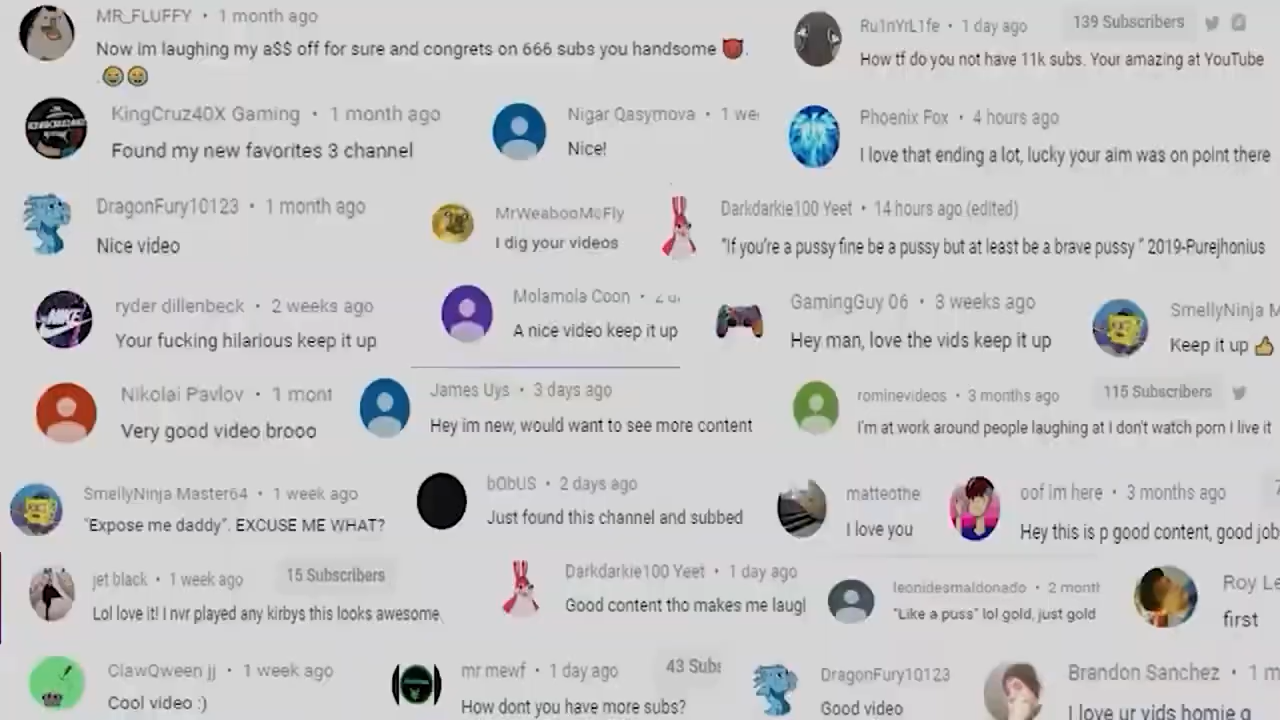 MR_FLUFFY • 1 month ago
Now im laughing my a$$ off for sure and congrets on 666 subs you handsome 😈.
.😂😂
Ru1nYrL1fe • 1 day ago 139 Subscribers
How tf do you not have 11k subs. Your amazing at YouTube
KingCruz40X Gaming • 1 month ago
Found my new favorites 3 channel
Nigar Qasymova • 1
Nice!
Phoenix Fox • 4 hours ago
I love that ending a lot, lucky your aim was on point there
DragonFury10123 • 1 month ago
Nice video
MrWeabooMcFly
I dig your videos
Darkdarkie100 Yeet • 14 hours ago (edited)
"If you're a pussy fine be a pussy but at least be a brave pussy " 2019-Purejhonius
ryder dillenbeck • 2 weeks ago
Your fucking hilarious keep it up
Molamola Coon •
A nice video keep it up
GamingGuy 06 • 3 weeks ago
Hey man, love the vids keep it up
SmellyNinja M
Keep it up 👍
Nikolai Pavlov • 1 mont
Very good video brooo
James Uys • 3 days ago
Hey im new, would want to see more content
rominevideos • 3 months ago 115 Subscribers
I'm at work around people laughing at I don't watch porn I live it
SmellyNinja Master64 • 1 week ago
"Expose me daddy". EXCUSE ME WHAT?
b0bUS • 2 days ago
Just found this channel and subbed
matteothe
I love you
oof im here • 3 months ago
Hey this is p good content, good job
jet black • 1 week ago 15 Subscribers
Lol love it! I nvr played any kirbys this looks awesome,
Darkdarkie100 Yeet • 1 day ago
Good content tho makes me laugl
leonidesmaldonado • 2 month
"Like a puss" lol gold, just gold
Roy Le
first
ClawQween jj • 1 week ago
Cool video :)
mr mewf • 1 day ago 43 Subs
How dont you have more subs?
DragonFury10123
Good video
Brandon Sanchez • 1 m
I love ur vids homie g